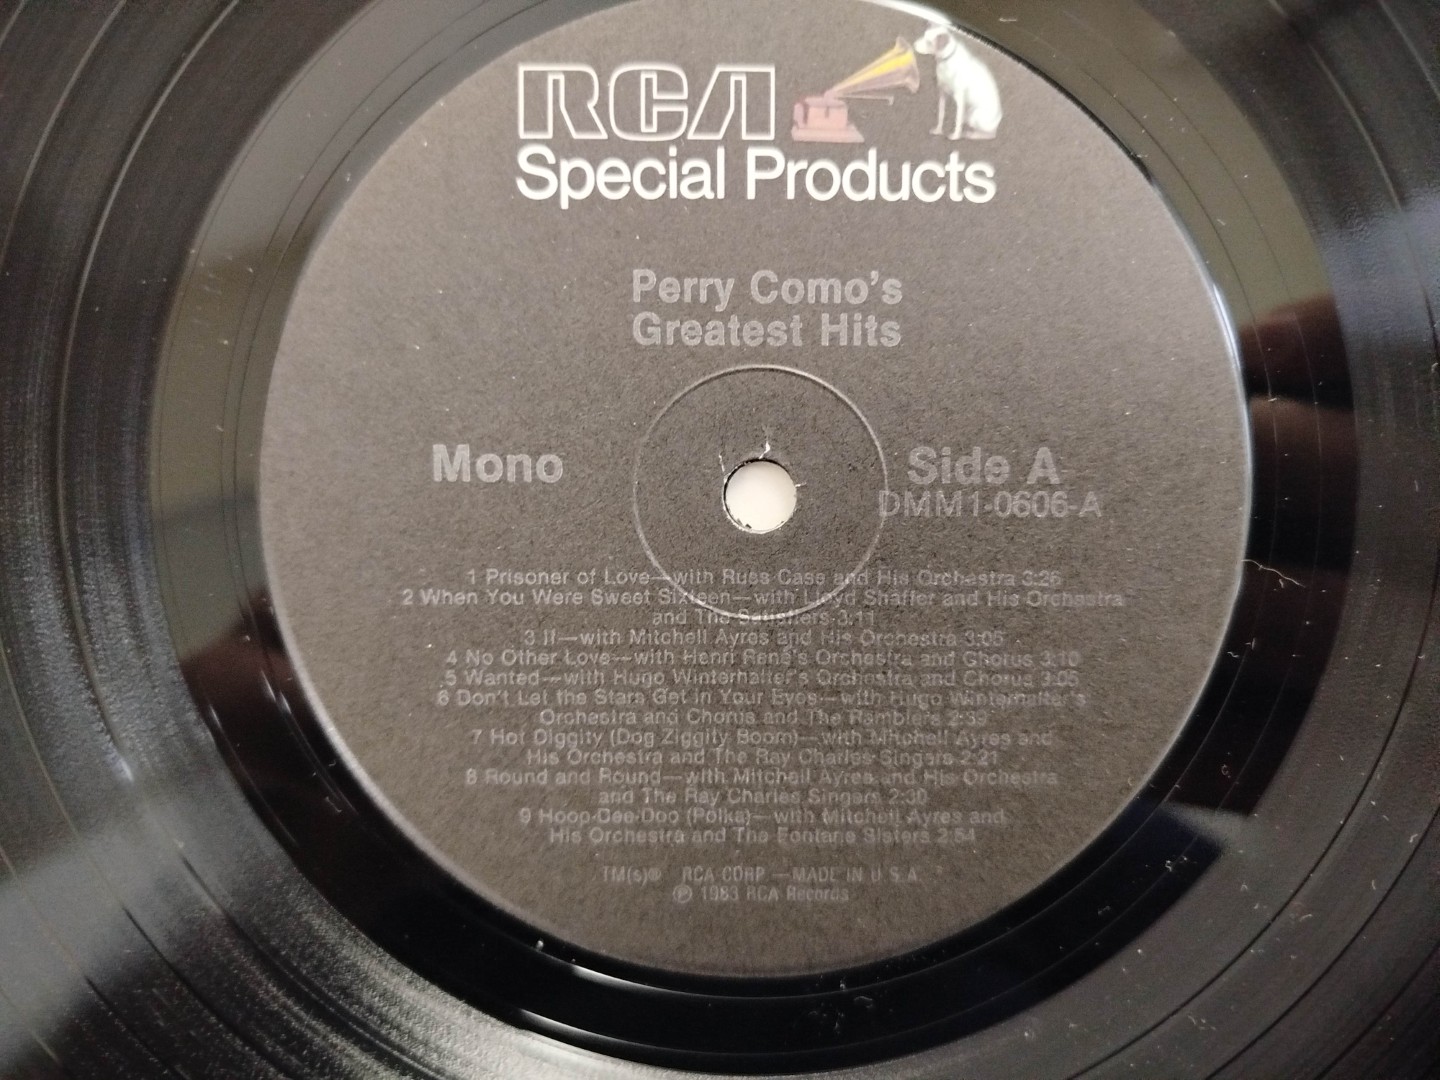 RCA
Special Products
Perry Como's
Greatest Hits
Mono
Side A
DMM1-0606-A
1 Prisoner of Love—with Russ Case and His Orchestra 3:26
2 When You Were Sweet Sixteen—with Lloyd Shaffer and His Orchestra
and The Satisfiers 3:11
3 If—with Mitchell Ayres and His Orchestra 3:05
4 No Other Love—with Henri René's Orchestra and Chorus 3:10
5 Wanted—with Hugo Winterhalter's Orchestra and Chorus 3:05
6 Don't Let the Stars Get in Your Eyes—with Hugo Winterhalter's
Orchestra and Chorus and The Ramblers 2:39
7 Hot Diggity (Dog Ziggity Boom)—with Mitchell Ayres and
His Orchestra and The Ray Charles Singers 2:21
8 Round and Round—with Mitchell Ayres and His Orchestra
and The Ray Charles Singers 2:30
9 Hoop-Dee-Doo (Polka)—with Mitchell Ayres and
His Orchestra and The Fontane Sisters 2:54
TM(s)® RCA CORP.—MADE IN U.S.A.
℗ 1983 RCA Records